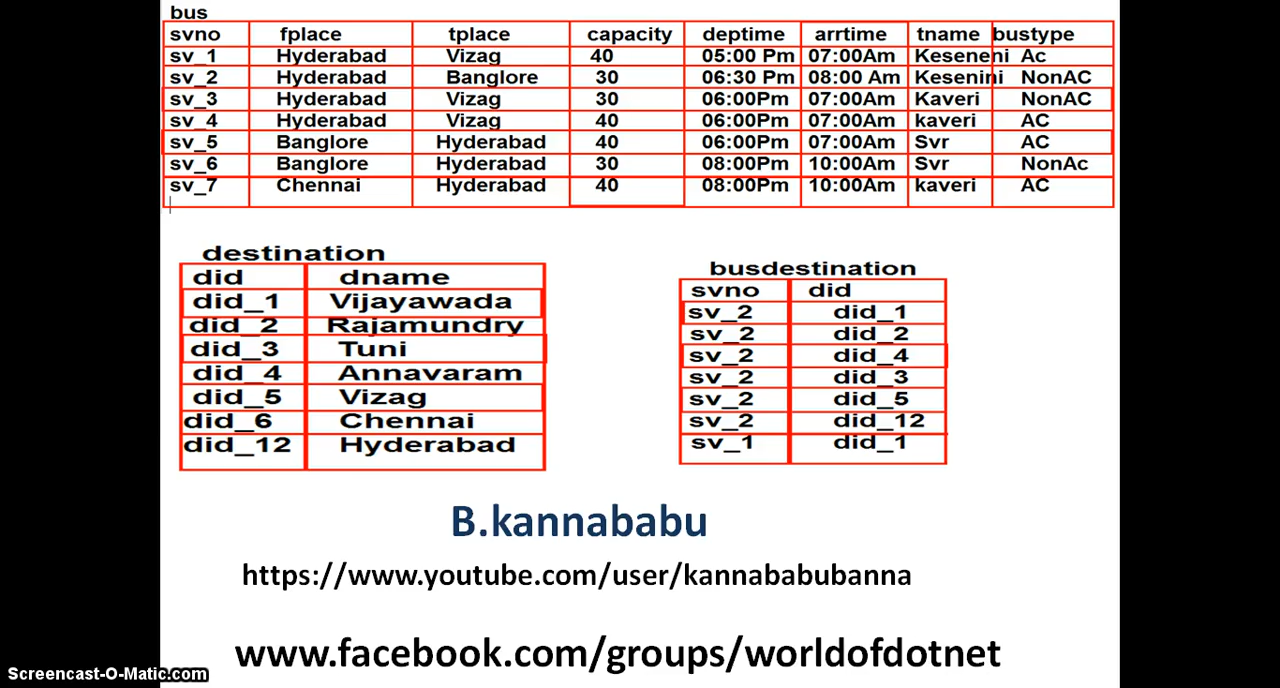 bus
svno fplace tplace capacity deptime arrtime tname bustype
sv_1 Hyderabad Vizag 40 05:00 Pm 07:00Am Keseneni Ac
sv_2 Hyderabad Banglore 30 06:30 Pm 08:00 Am Kesenini NonAC
sv_3 Hyderabad Vizag 30 06:00Pm 07:00Am Kaveri NonAC
sv_4 Hyderabad Vizag 40 06:00Pm 07:00Am kaveri AC
sv_5 Banglore Hyderabad 40 06:00Pm 07:00Am Svr AC
sv_6 Banglore Hyderabad 30 08:00Pm 10:00Am Svr NonAc
sv_7 Chennai Hyderabad 40 08:00Pm 10:00Am kaveri AC
destination
did dname
did_1 Vijayawada
did_2 Rajamundry
did_3 Tuni
did_4 Annavaram
did_5 Vizag
did_6 Chennai
did_12 Hyderabad
busdestination
svno did
sv_2 did_1
sv_2 did_2
sv_2 did_4
sv_2 did_3
sv_2 did_5
sv_2 did_12
sv_1 did_1
B.kannababu
https://www.youtube.com/user/kannababubanna
www.facebook.com/groups/worldofdotnet
Screencast-O-Matic.com